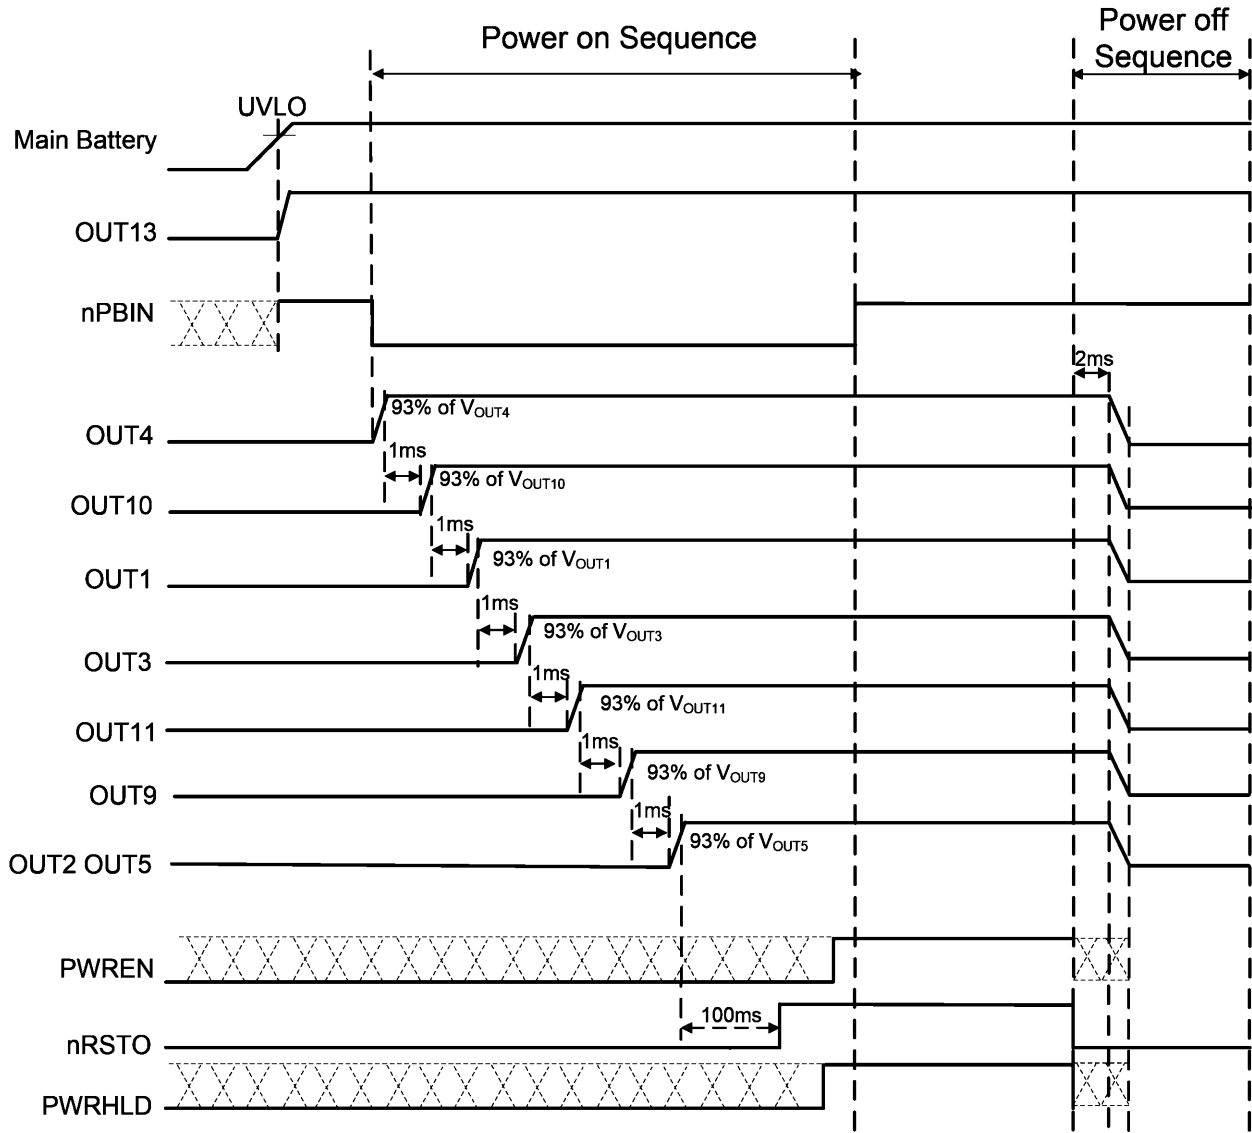 Power on Sequence
Power off
Sequence
UVLO
Main Battery
OUT13
nPBIN
2ms
93% of VOUT4
OUT4
1ms
93% of VOUT10
OUT10
1ms
93% of VOUT1
OUT1
1ms
93% of VOUT3
OUT3
1ms
93% of VOUT11
OUT11
1ms
93% of VOUT9
OUT9
1ms
93% of VOUT5
OUT2 OUT5
PWREN
100ms
nRSTO
PWRHLD